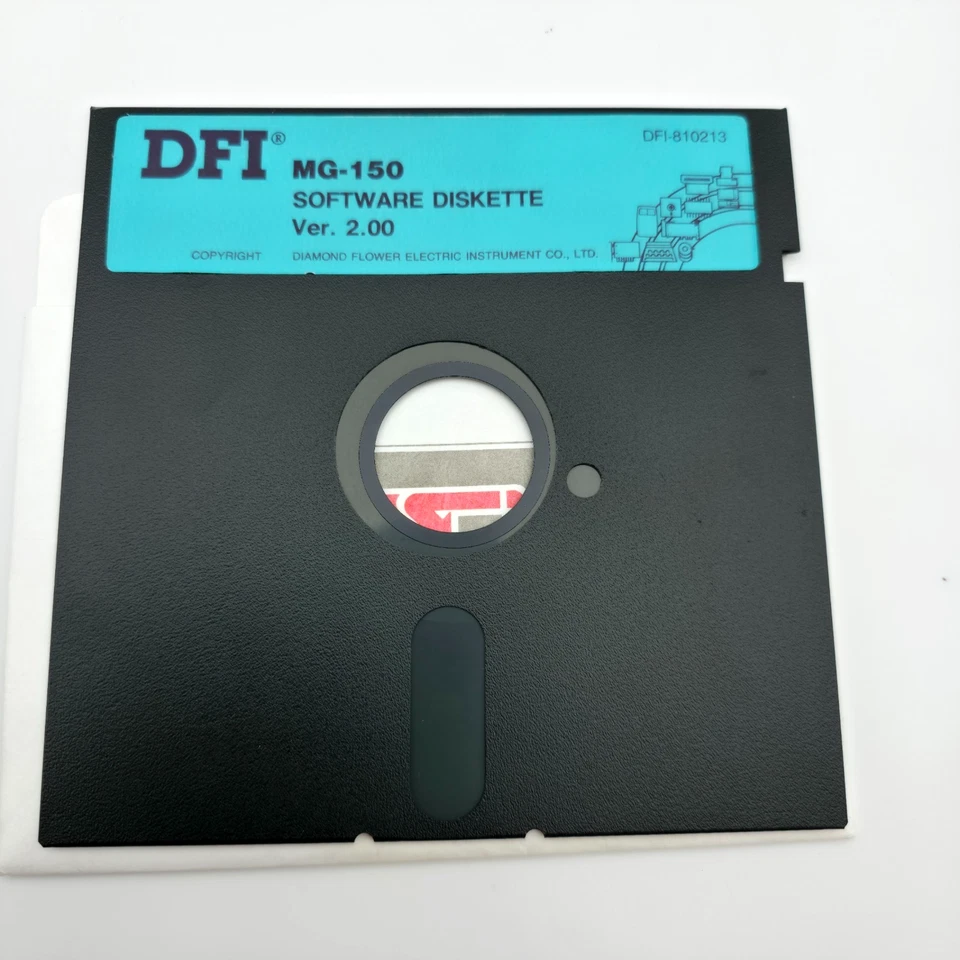 DFI®
DFI-810213
MG-150
SOFTWARE DISKETTE
Ver. 2.00
COPYRIGHT DIAMOND FLOWER ELECTRIC INSTRUMENT CO., LTD.